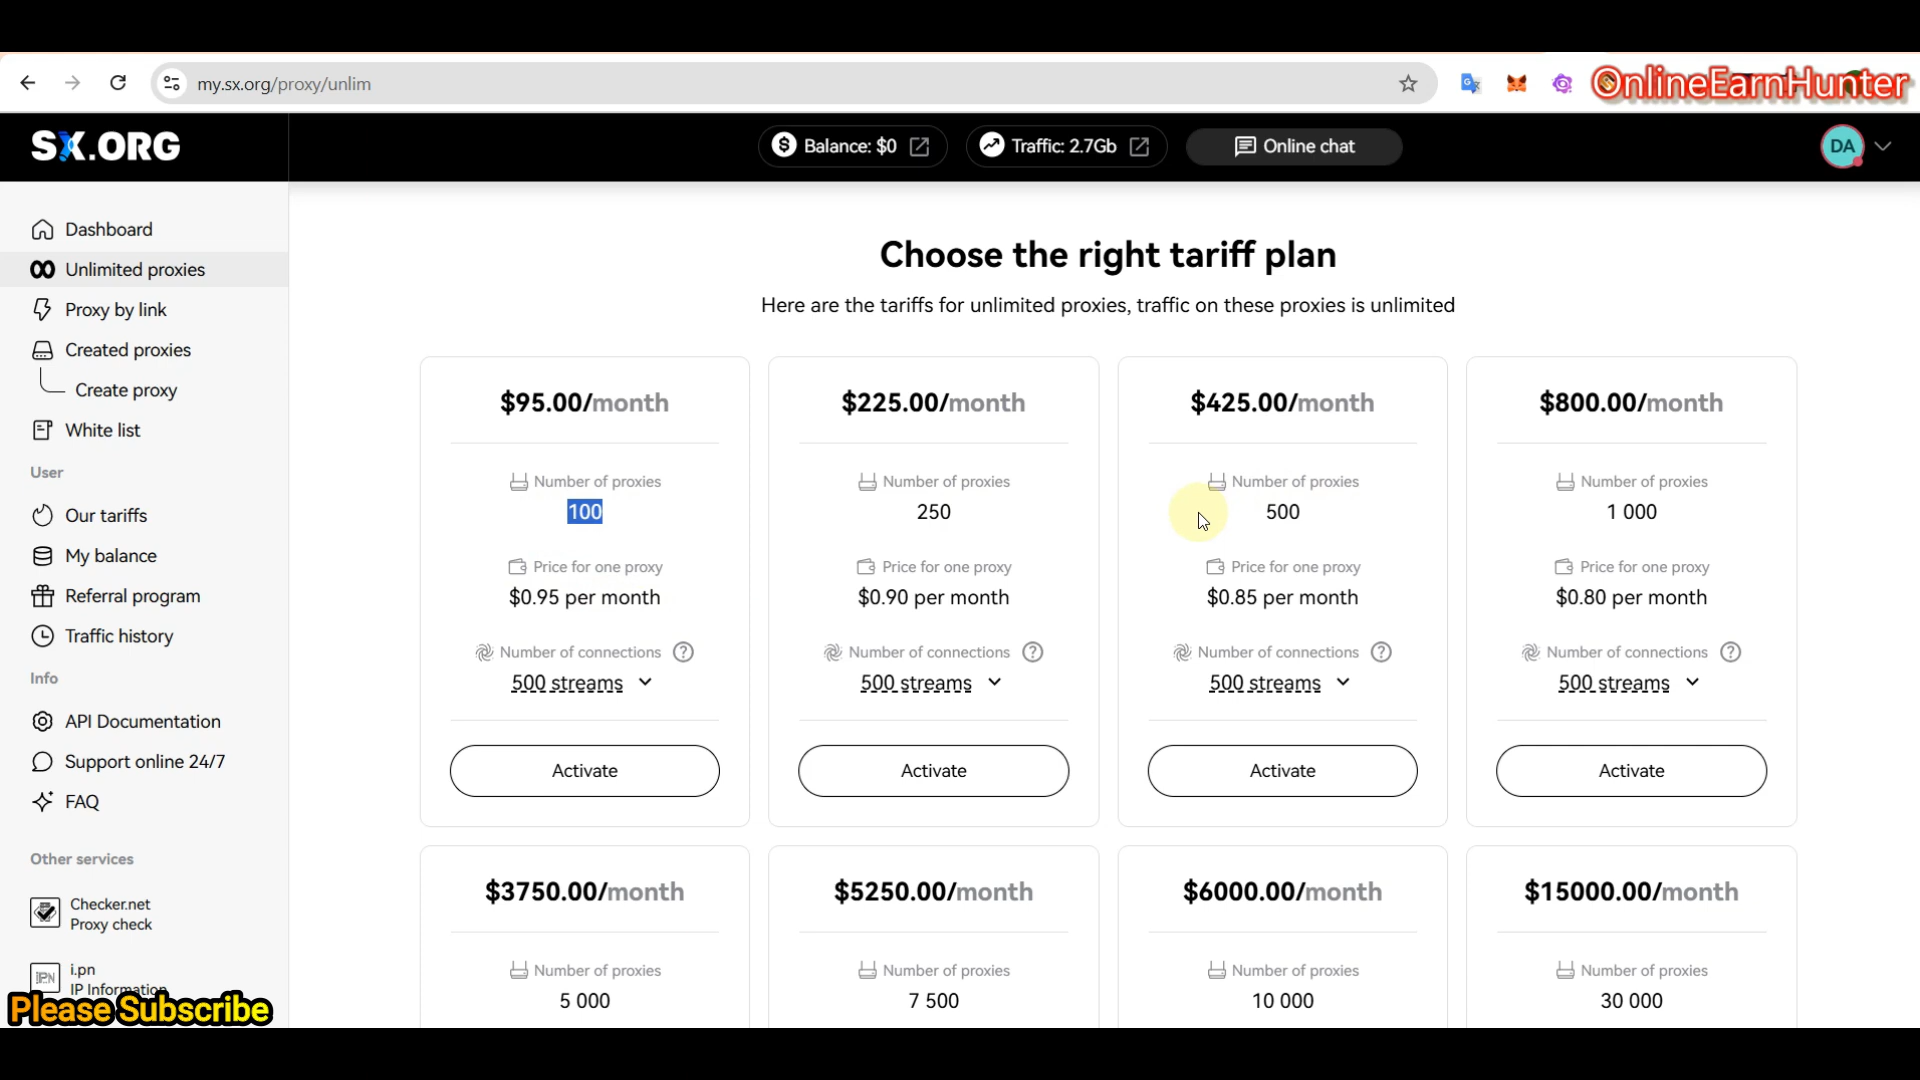 my.sx.org/proxy/unlim
OnlineEarnHunter
SX.ORG
Balance: $0
Traffic: 2.7Gb
Online chat
DA
Dashboard
Unlimited proxies
Proxy by link
Created proxies
Create proxy
White list
User
Our tariffs
My balance
Referral program
Traffic history
Info
API Documentation
Support online 24/7
FAQ
Other services
Checker.net
Proxy check
IPN
i.pn
IP Information
Please Subscribe
Choose the right tariff plan
Here are the tariffs for unlimited proxies, traffic on these proxies is unlimited
$95.00/month
Number of proxies
100
Price for one proxy
$0.95 per month
Number of connections
500 streams
Activate
$225.00/month
Number of proxies
250
Price for one proxy
$0.90 per month
Number of connections
500 streams
Activate
$425.00/month
Number of proxies
500
Price for one proxy
$0.85 per month
Number of connections
500 streams
Activate
$800.00/month
Number of proxies
1 000
Price for one proxy
$0.80 per month
Number of connections
500 streams
Activate
$3750.00/month
Number of proxies
5 000
$5250.00/month
Number of proxies
7 500
$6000.00/month
Number of proxies
10 000
$15000.00/month
Number of proxies
30 000